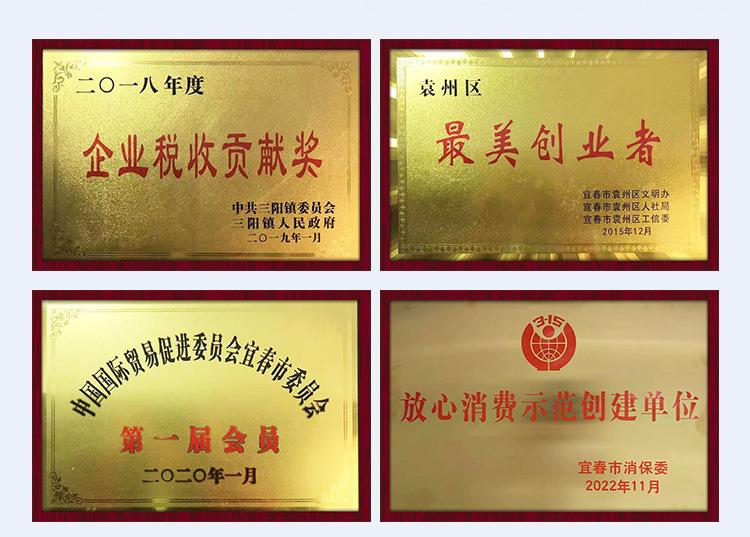 二〇一八年度
企业税收贡献奖
中共三阳镇委员会
三阳镇人民政府
二〇一九年一月
袁州区
最美创业者
宜春市袁州区文明办
宜春市袁州区人社局
宜春市袁州区工信委
2015年12月
中国国际贸易促进委员会宜春市委员会
第一届会员
二〇二〇年一月
3·15
放心消费示范创建单位
宜春市消保委
2022年11月